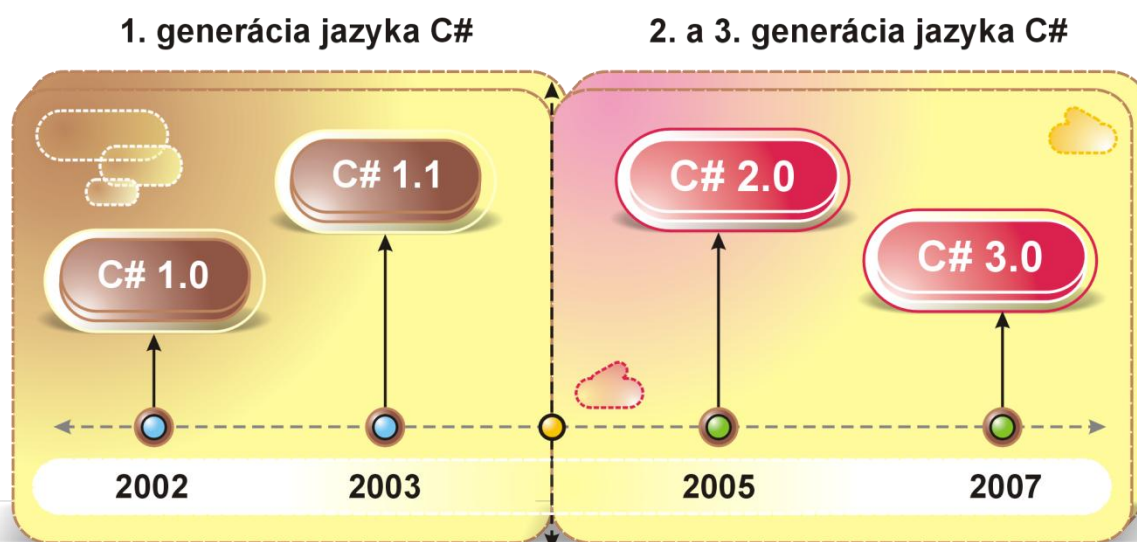 1. generácia jazyka C#
2. a 3. generácia jazyka C#
C# 1.0
C# 1.1
C# 2.0
C# 3.0
2002
2003
2005
2007